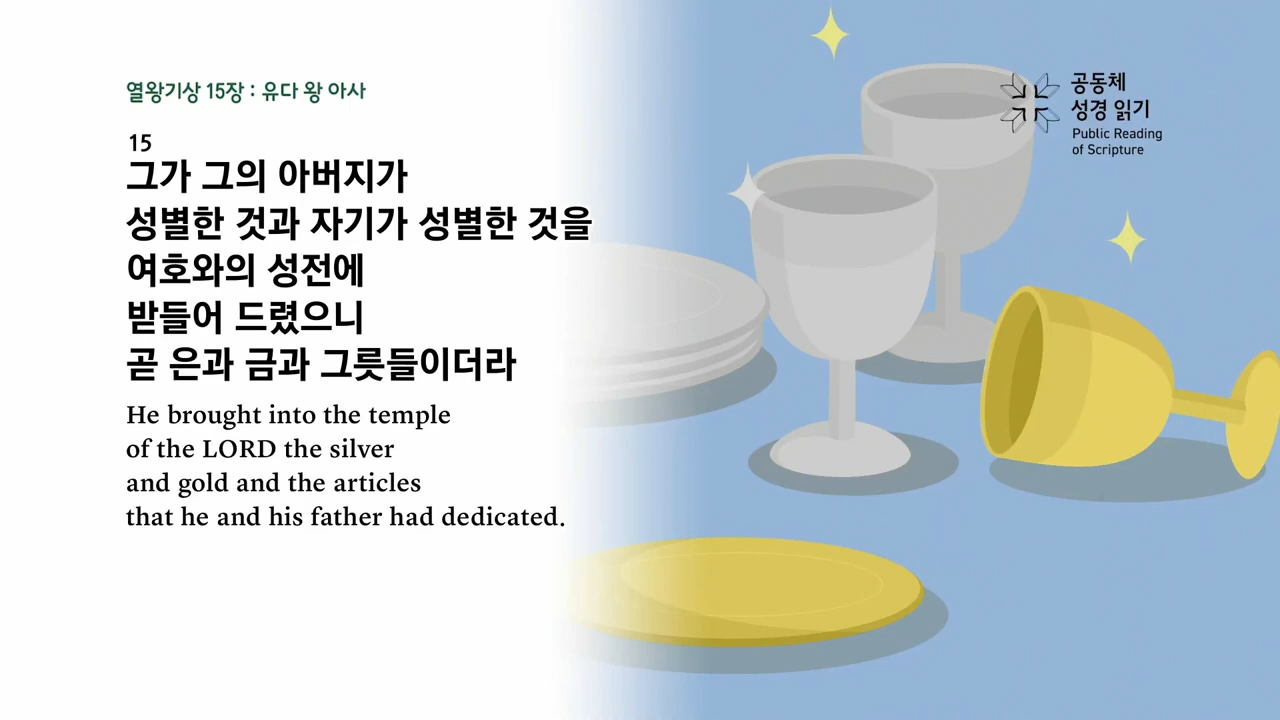 열왕기상 15장 : 유다 왕 아사
15
그가 그의 아버지가
성별한 것과 자기가 성별한 것을
여호와의 성전에
받들어 드렸으니
곧 은과 금과 그릇들이더라
He brought into the temple
of the LORD the silver
and gold and the articles
that he and his father had dedicated.
공동체
성경 읽기
Public Reading
of Scripture